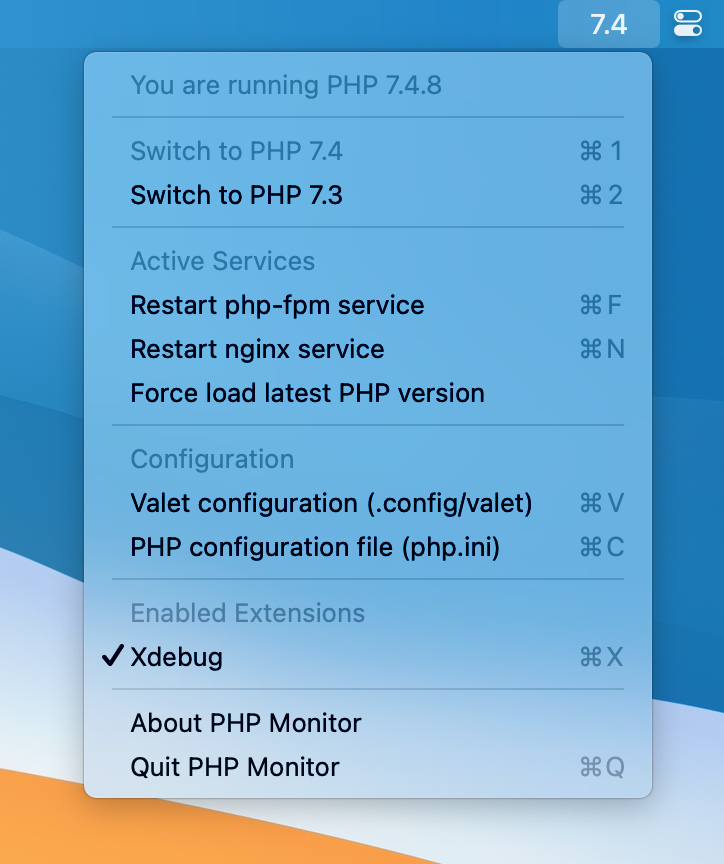 7.4
You are running PHP 7.4.8
Switch to PHP 7.4 ⌘ 1
Switch to PHP 7.3 ⌘ 2
Active Services
Restart php-fpm service ⌘ F
Restart nginx service ⌘ N
Force load latest PHP version
Configuration
Valet configuration (.config/valet) ⌘ V
PHP configuration file (php.ini) ⌘ C
Enabled Extensions
✓ Xdebug ⌘ X
About PHP Monitor
Quit PHP Monitor ⌘ Q